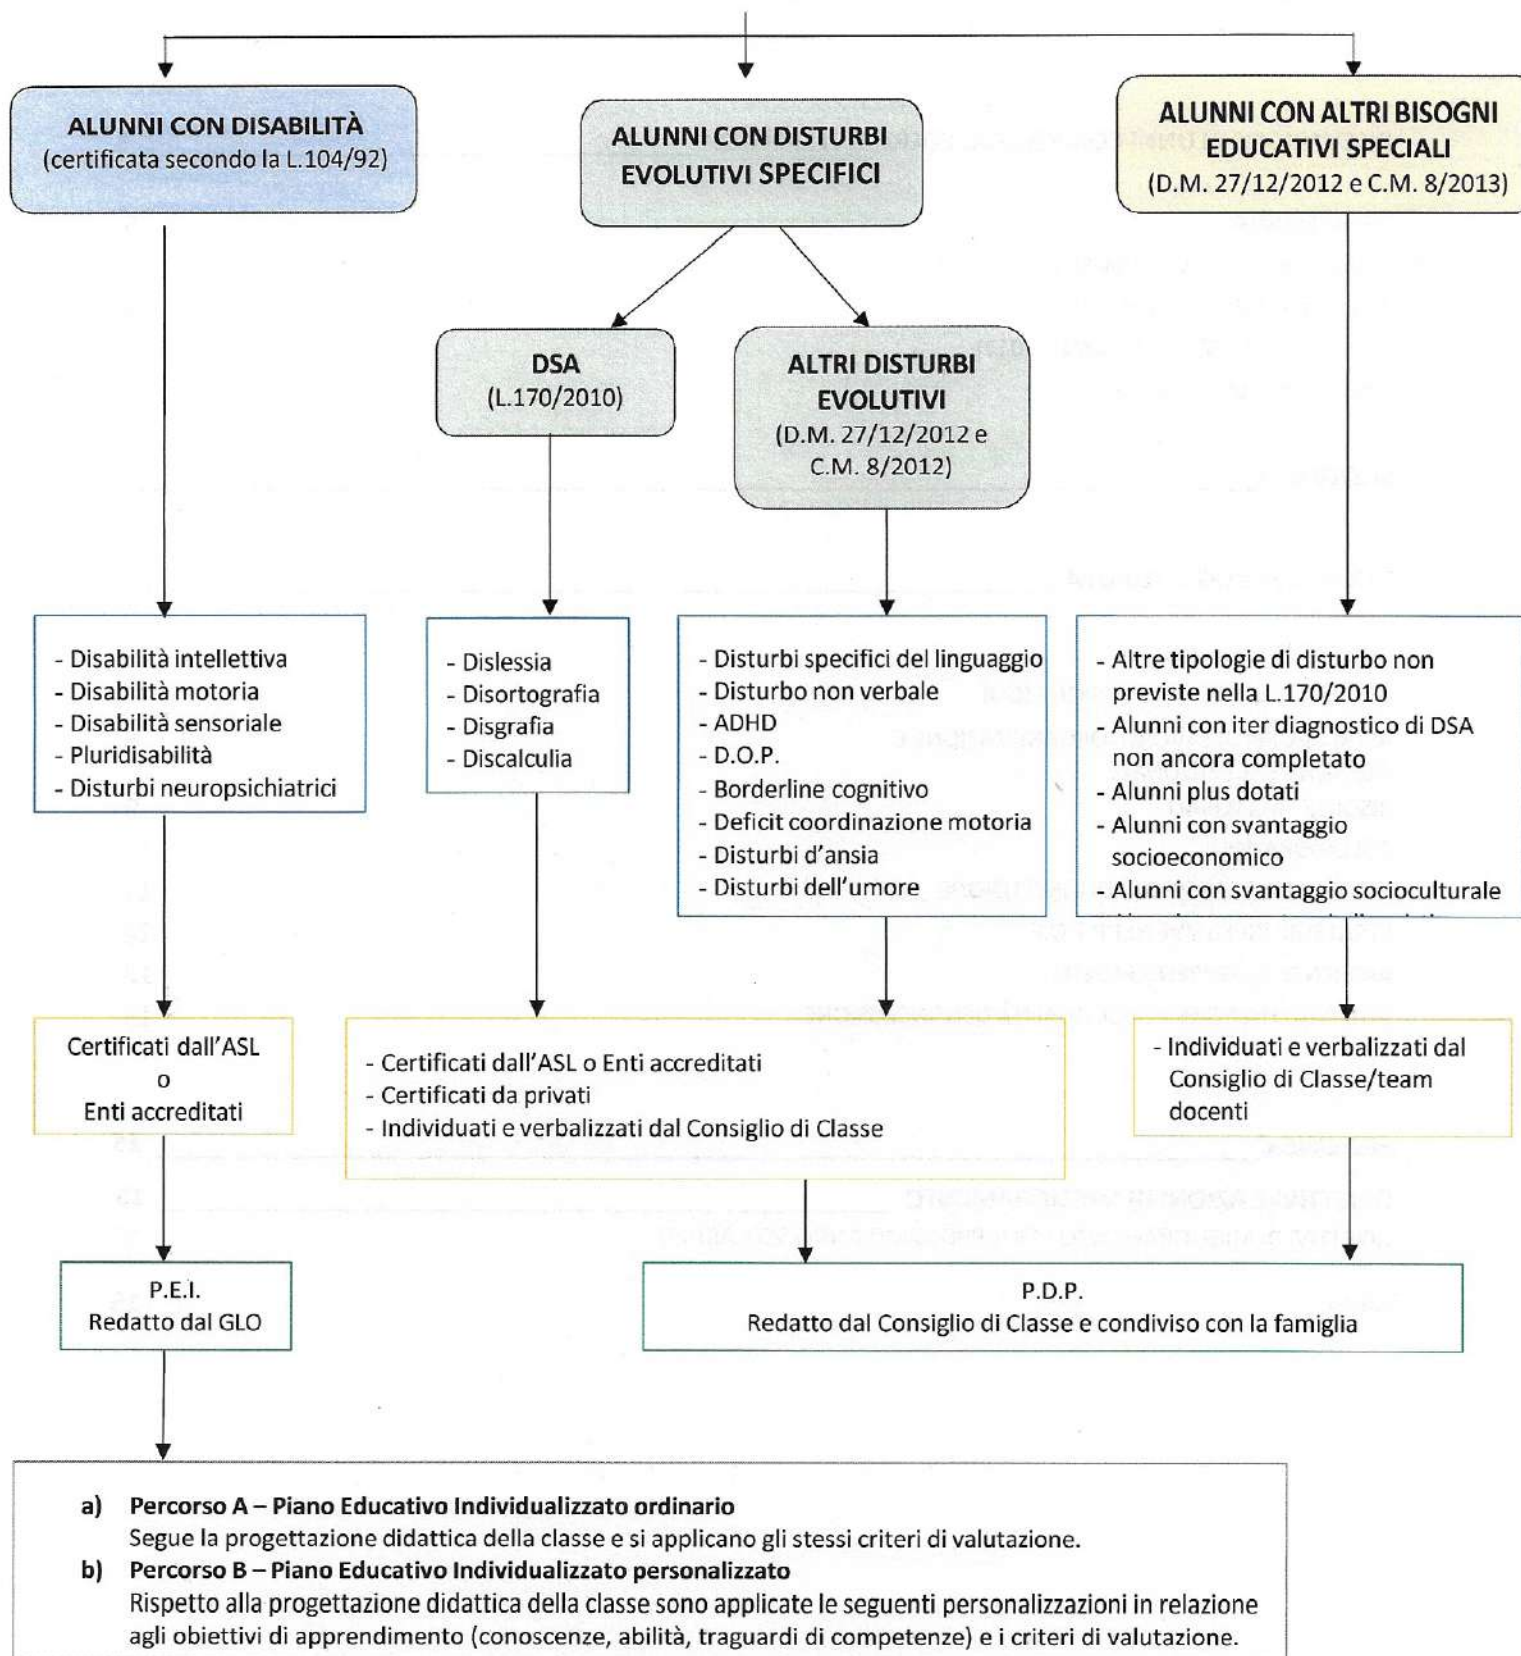 ALUNNI CON DISABILITÀ
(certificata secondo la L.104/92)
ALUNNI CON DISTURBI
EVOLUTIVI SPECIFICI
ALUNNI CON ALTRI BISOGNI
EDUCATIVI SPECIALI
(D.M. 27/12/2012 e C.M. 8/2013)
DSA
(L.170/2010)
ALTRI DISTURBI
EVOLUTIVI
(D.M. 27/12/2012 e
C.M. 8/2012)
- Disabilità intellettiva
- Disabilità motoria
- Disabilità sensoriale
- Pluridisabilità
- Disturbi neuropsichiatrici
- Dislessia
- Disortografia
- Disgrafia
- Discalculia
- Disturbi specifici del linguaggio
- Disturbo non verbale
- ADHD
- D.O.P.
- Borderline cognitivo
- Deficit coordinazione motoria
- Disturbi d'ansia
- Disturbi dell'umore
- Altre tipologie di disturbo non
previste nella L.170/2010
- Alunni con iter diagnostico di DSA
non ancora completato
- Alunni plus dotati
- Alunni con svantaggio
socioeconomico
- Alunni con svantaggio socioculturale
Certificati dall'ASL
o
Enti accreditati
- Certificati dall'ASL o Enti accreditati
- Certificati da privati
- Individuati e verbalizzati dal Consiglio di Classe
- Individuati e verbalizzati dal
Consiglio di Classe/team
docenti
P.E.I.
Redatto dal GLO
P.D.P.
Redatto dal Consiglio di Classe e condiviso con la famiglia
a) Percorso A – Piano Educativo Individualizzato ordinario
Segue la progettazione didattica della classe e si applicano gli stessi criteri di valutazione.
b) Percorso B – Piano Educativo Individualizzato personalizzato
Rispetto alla progettazione didattica della classe sono applicate le seguenti personalizzazioni in relazione
agli obiettivi di apprendimento (conoscenze, abilità, traguardi di competenze) e i criteri di valutazione.